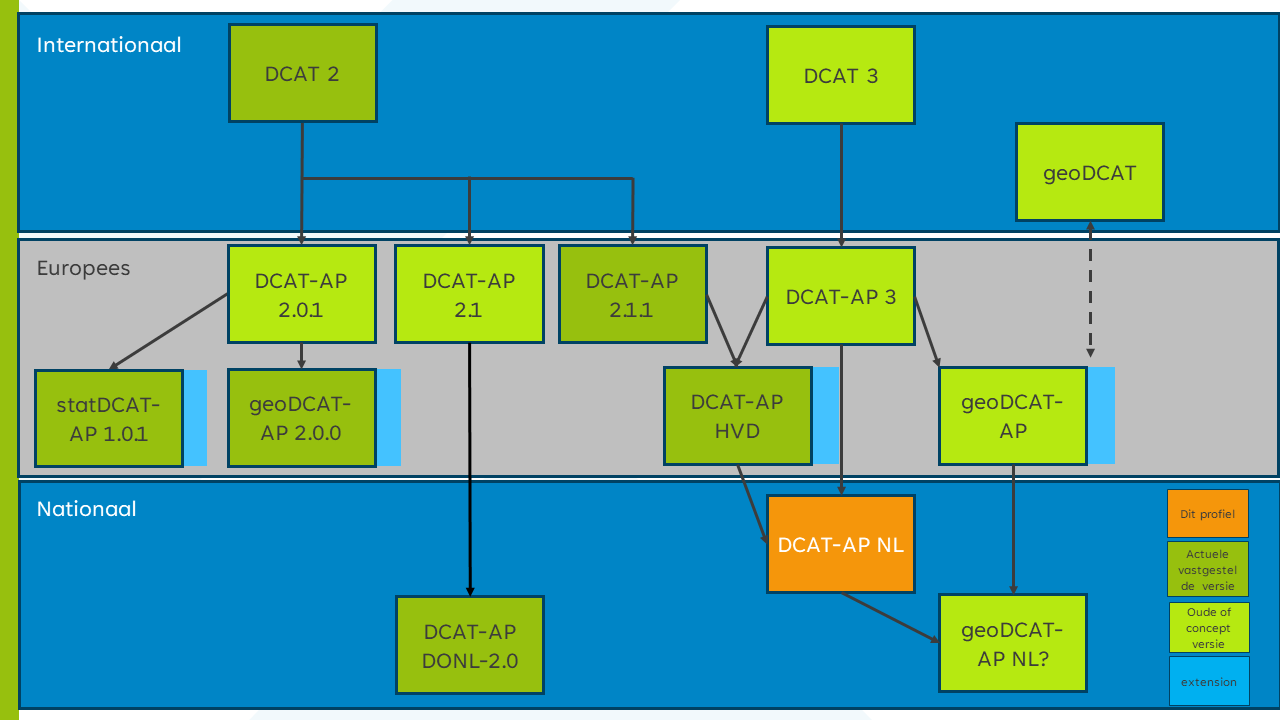 Internationaal
DCAT 2
DCAT 3
geoDCAT
Europees
DCAT-AP
2.0.1
DCAT-AP
2.1
DCAT-AP
2.1.1
DCAT-AP 3
statDCAT-
AP 1.0.1
geoDCAT-
AP 2.0.0
DCAT-AP
HVD
geoDCAT-
AP
Nationaal
DCAT-AP NL
DCAT-AP
DONL-2.0
geoDCAT-
AP NL?
Dit profiel
Actuele
vastgestel
de versie
Oude of
concept
versie
extension